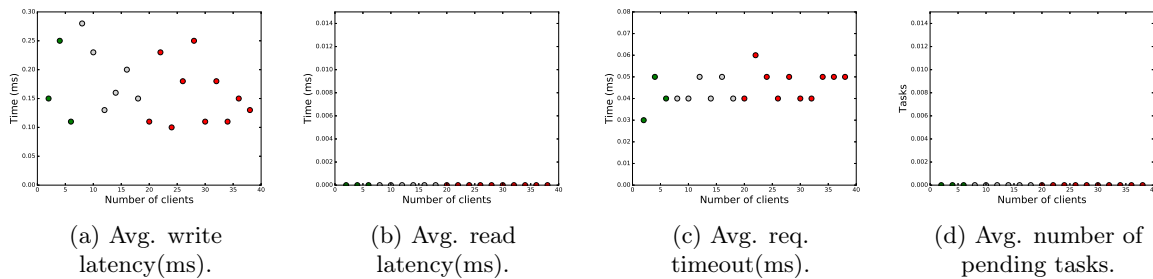 0.30
0.25
0.20
0.15
0.10
0.05
0.00
Time (ms)
0 5 10 15 20 25 30 35 40
Number of clients
(a) Avg. write
latency(ms).
0.014
0.012
0.010
0.008
0.006
0.004
0.002
0.000
Time (ms)
0 5 10 15 20 25 30 35 40
Number of clients
(b) Avg. read
latency(ms).
0.08
0.07
0.06
0.05
0.04
0.03
0.02
0.01
0.00
Time (ms)
0 5 10 15 20 25 30 35 40
Number of clients
(c) Avg. req.
timeout(ms).
0.014
0.012
0.010
0.008
0.006
0.004
0.002
0.000
Tasks
0 5 10 15 20 25 30 35 40
Number of clients
(d) Avg. number of
pending tasks.